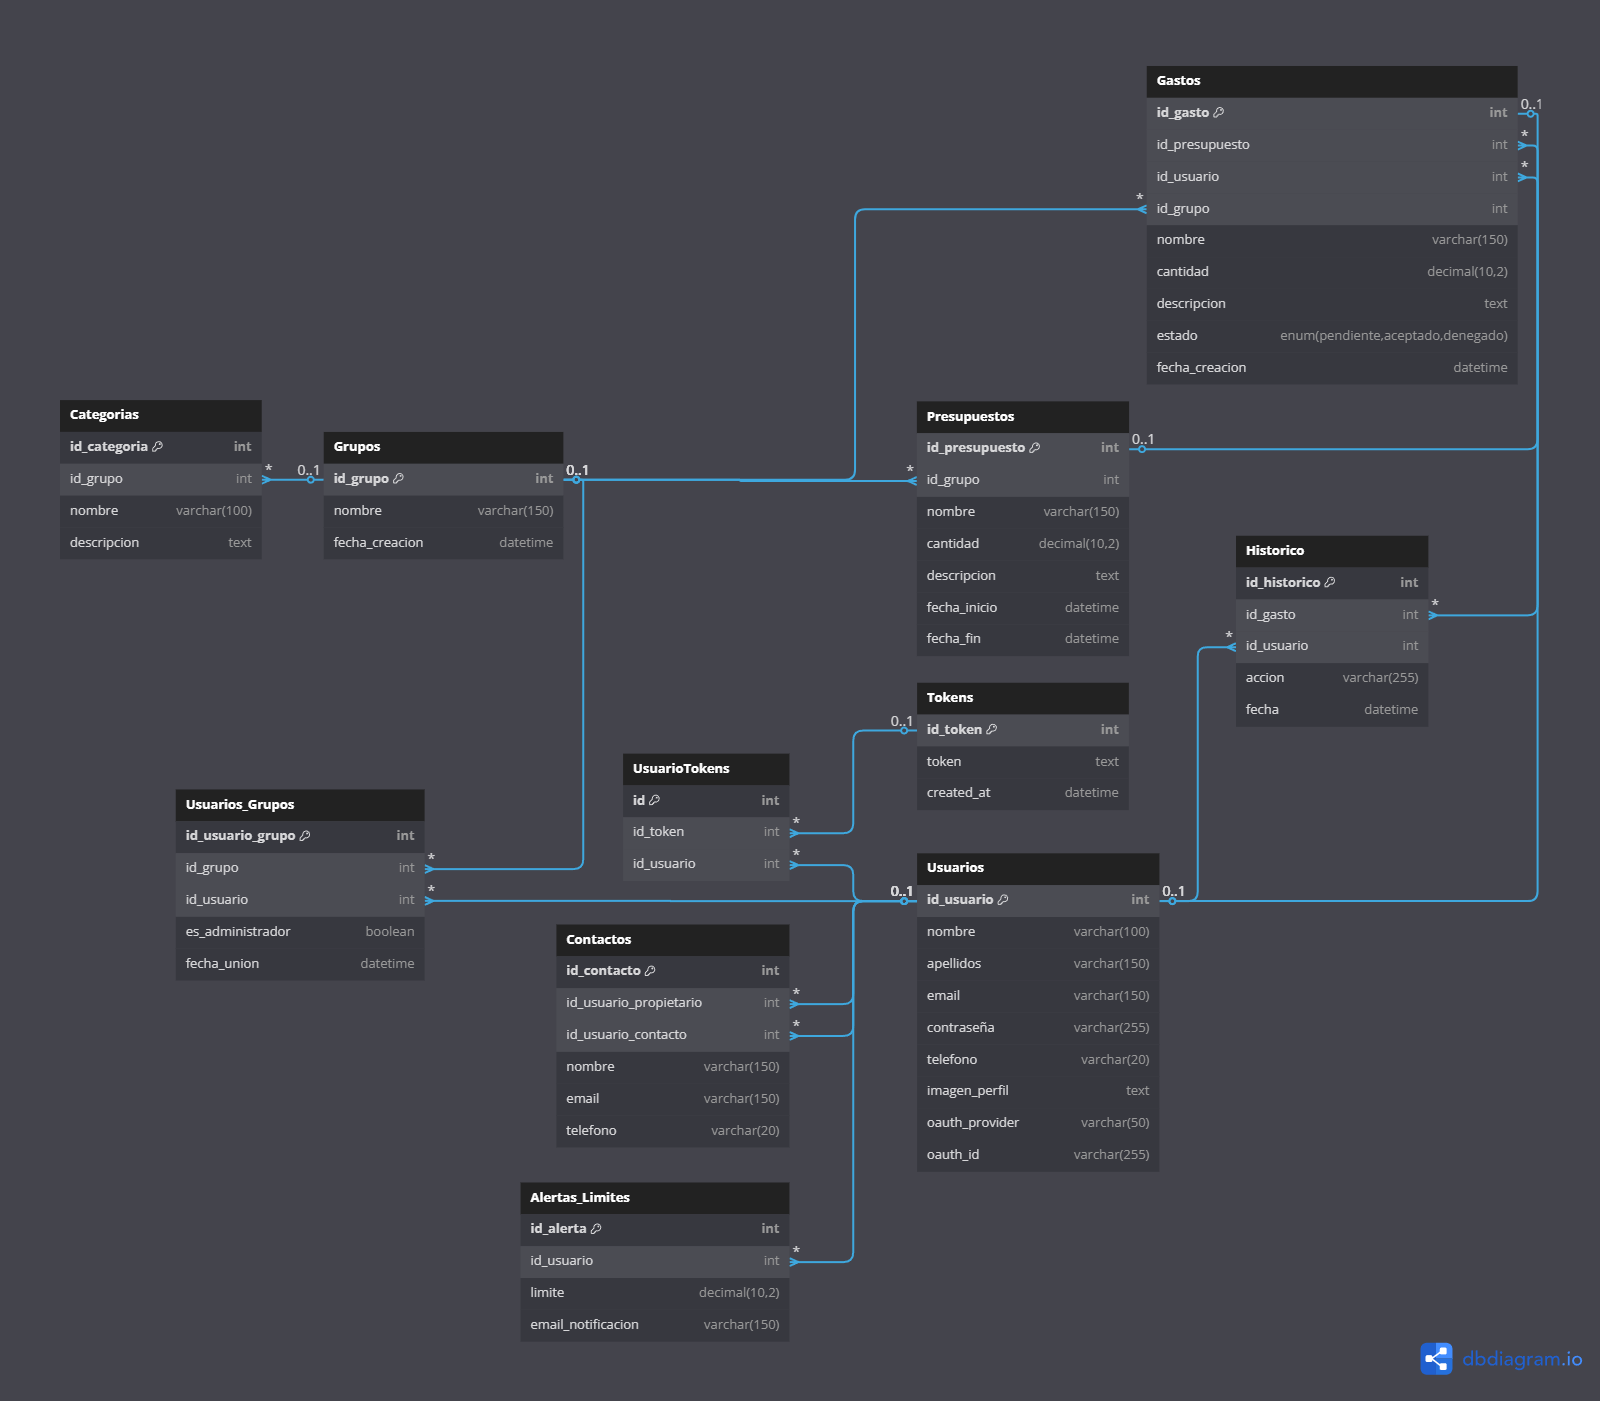 Gastos
id_gasto int
id_presupuesto int
id_usuario int
id_grupo int
nombre varchar(150)
cantidad decimal(10,2)
descripcion text
estado enum(pendiente,aceptado,denegado)
fecha_creacion datetime
0..1
*
*
*
Categorias
id_categoria int
id_grupo int
nombre varchar(100)
descripcion text
*
0..1
Grupos
id_grupo int
nombre varchar(150)
fecha_creacion datetime
0..1
Presupuestos
id_presupuesto int
id_grupo int
nombre varchar(150)
cantidad decimal(10,2)
descripcion text
fecha_inicio datetime
fecha_fin datetime
0..1
*
Historico
id_historico int
id_gasto int
id_usuario int
accion varchar(255)
fecha datetime
*
*
Tokens
id_token int
token text
created_at datetime
0..1
UsuarioTokens
id int
id_token int
id_usuario int
*
*
Usuarios_Grupos
id_usuario_grupo int
id_grupo int
id_usuario int
es_administrador boolean
fecha_union datetime
*
*
Usuarios
id_usuario int
nombre varchar(100)
apellidos varchar(150)
email varchar(150)
contraseña varchar(255)
telefono varchar(20)
imagen_perfil text
oauth_provider varchar(50)
oauth_id varchar(255)
0..1
0..1
Contactos
id_contacto int
id_usuario_propietario int
id_usuario_contacto int
nombre varchar(150)
email varchar(150)
telefono varchar(20)
*
*
Alertas_Limites
id_alerta int
id_usuario int
limite decimal(10,2)
email_notificacion varchar(150)
*
dbdiagram.io